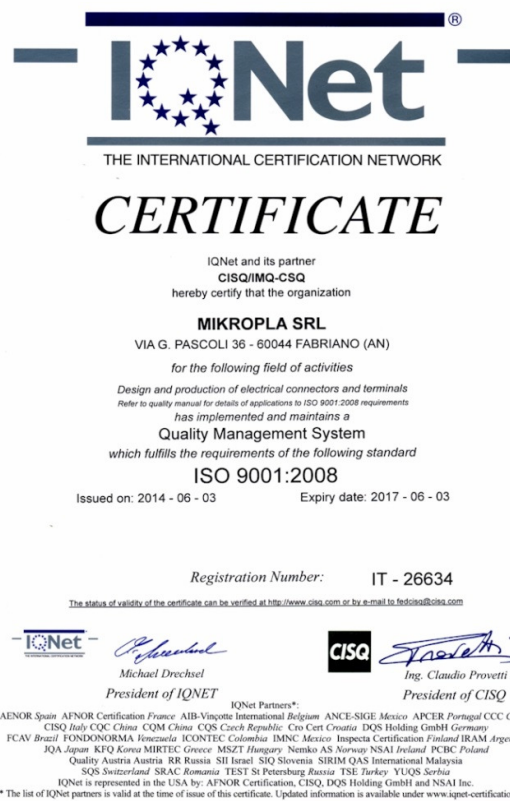 IQNet ®
THE INTERNATIONAL CERTIFICATION NETWORK
CERTIFICATE
IQNet and its partner
CISQ/IMQ-CSQ
hereby certify that the organization
MIKROPLA SRL
VIA G. PASCOLI 36 - 60044 FABRIANO (AN)
for the following field of activities
Design and production of electrical connectors and terminals
Refer to quality manual for details of applications to ISO 9001:2008 requirements
has implemented and maintains a
Quality Management System
which fulfills the requirements of the following standard
ISO 9001:2008
Issued on: 2014 - 06 - 03 Expiry date: 2017 - 06 - 03
Registration Number: IT - 26634
The status of validity of the certificate can be verified at http://www.cisq.com or by e-mail to fedcisq@cisq.com
IQNet
CISQ
Michael Drechsel
Ing. Claudio Provetti
President of IQNET
President of CISQ
IQNet Partners*:
AENOR Spain AFNOR Certification France AIB-Vinçotte International Belgium ANCE-SIGE Mexico APCER Portugal CCC
CISQ Italy CQC China CQM China CQS Czech Republic Cro Cert Croatia DQS Holding GmbH Germany
FCAV Brazil FONDONORMA Venezuela ICONTEC Colombia IMNC Mexico Inspecta Certification Finland IRAM
JQA Japan KFQ Korea MIRTEC Greece MSZT Hungary Nemko AS Norway NSAI Ireland PCBC Poland
Quality Austria Austria RR Russia SII Israel SIQ Slovenia SIRIM QAS International Malaysia
SQS Switzerland SRAC Romania TEST St Petersburg Russia TSE Turkey YUQS Serbia
IQNet is represented in the USA by: AFNOR Certification, CISQ, DQS Holding GmbH and NSAI Inc.
* The list of IQNet partners is valid at the time of issue of this certificate. Updated information is available under